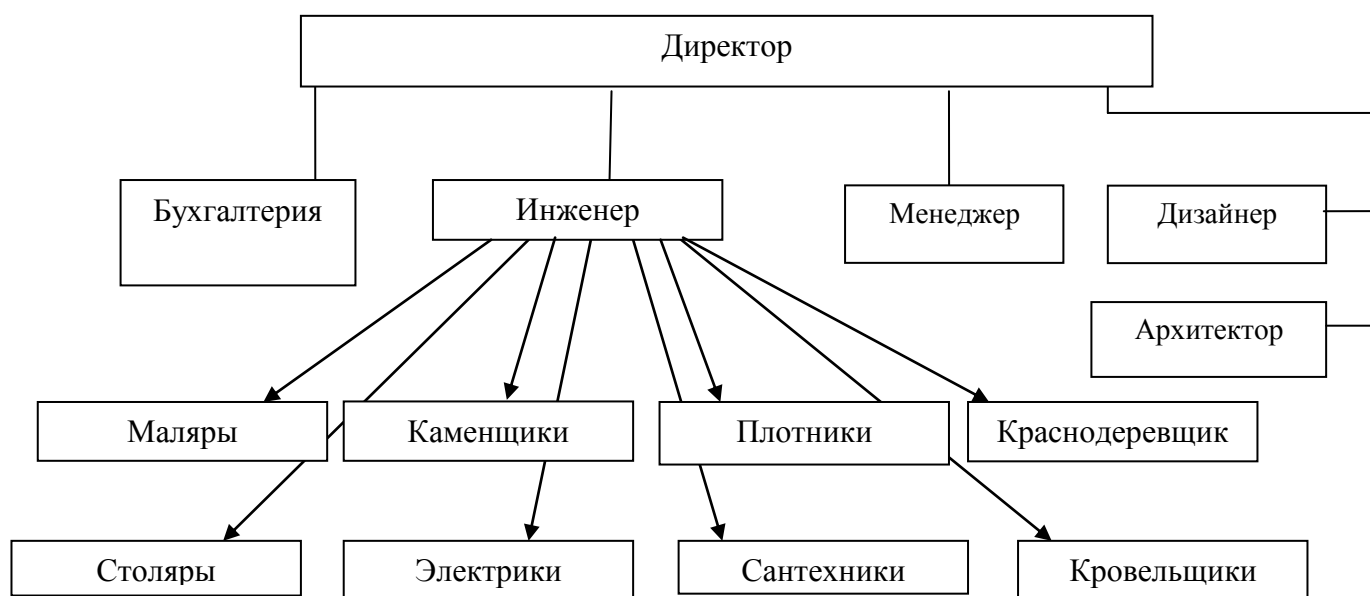 Директор
Бухгалтерия
Инженер
Менеджер
Дизайнер
Архитектор
Маляры
Каменщики
Плотники
Краснодеревщик
Столяры
Электрики
Сантехники
Кровельщики